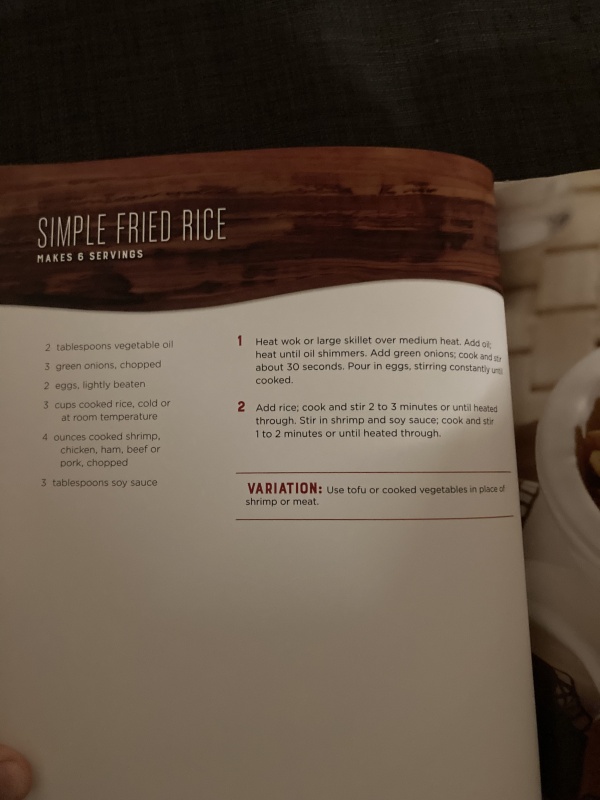 SIMPLE FRIED RICE
MAKES 6 SERVINGS
2 tablespoons vegetable oil
3 green onions, chopped
2 eggs, lightly beaten
3 cups cooked rice, cold or
at room temperature
4 ounces cooked shrimp,
chicken, ham, beef or
pork, chopped
3 tablespoons soy sauce
1 Heat wok or large skillet over medium heat. Add oil;
heat until oil shimmers. Add green onions; cook and stir
about 30 seconds. Pour in eggs, stirring constantly until
cooked.
2 Add rice; cook and stir 2 to 3 minutes or until heated
through. Stir in shrimp and soy sauce; cook and stir
1 to 2 minutes or until heated through.
VARIATION: Use tofu or cooked vegetables in place of
shrimp or meat.